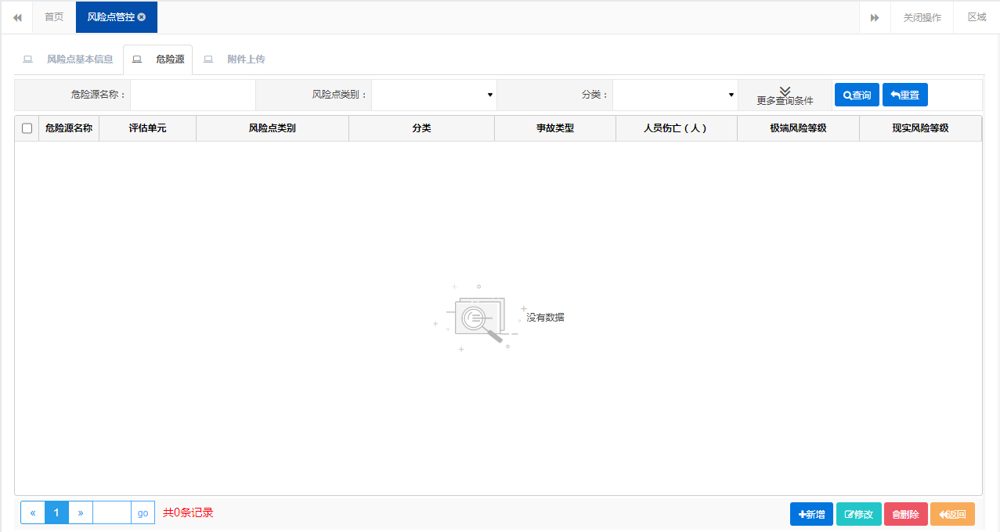 首页 风险点管控 关闭操作 区域
风险点基本信息 危险源 附件上传
危险源名称： 风险点类别： 分类： 更多查询条件 查询 重置
危险源名称 评估单元 风险点类别 分类 事故类型 人员伤亡（人） 极端风险等级 现实风险等级
没有数据
« 1 » go 共0条记录 新增 修改 删除 返回